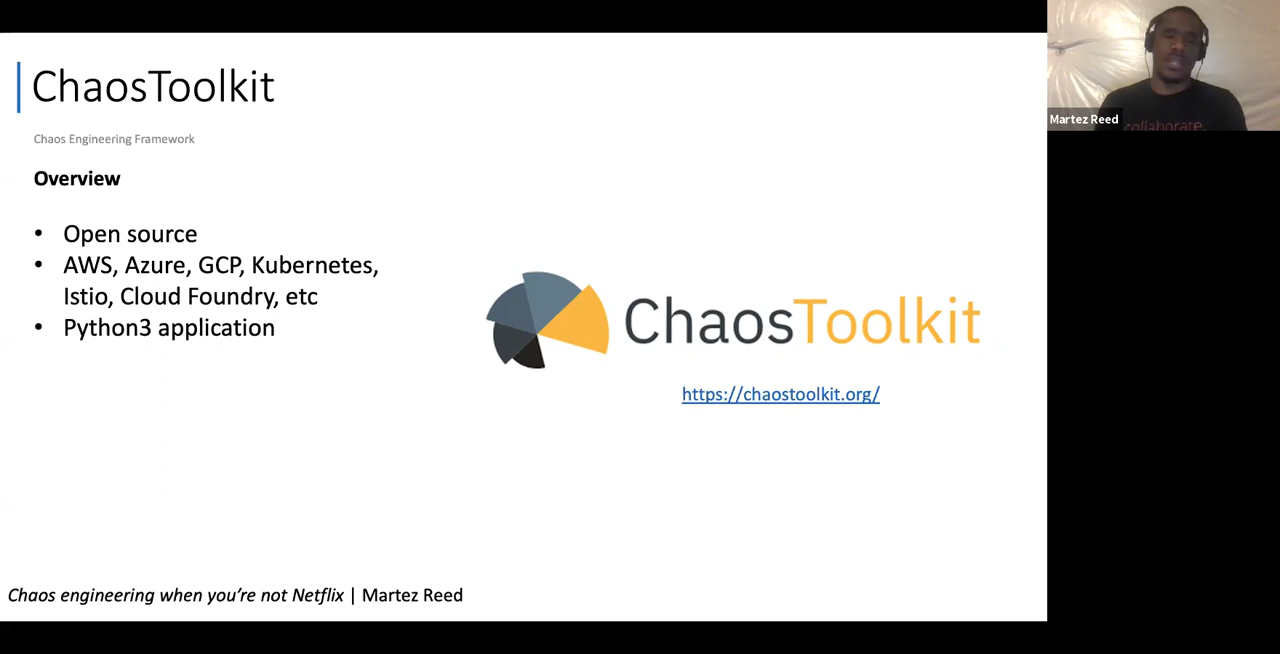 ChaosToolkit
Chaos Engineering Framework
Overview
• Open source
• AWS, Azure, GCP, Kubernetes,
Istio, Cloud Foundry, etc
• Python3 application
ChaosToolkit
https://chaostoolkit.org/
Chaos engineering when you're not Netflix | Martez Reed
Martez Reed
collaborate.